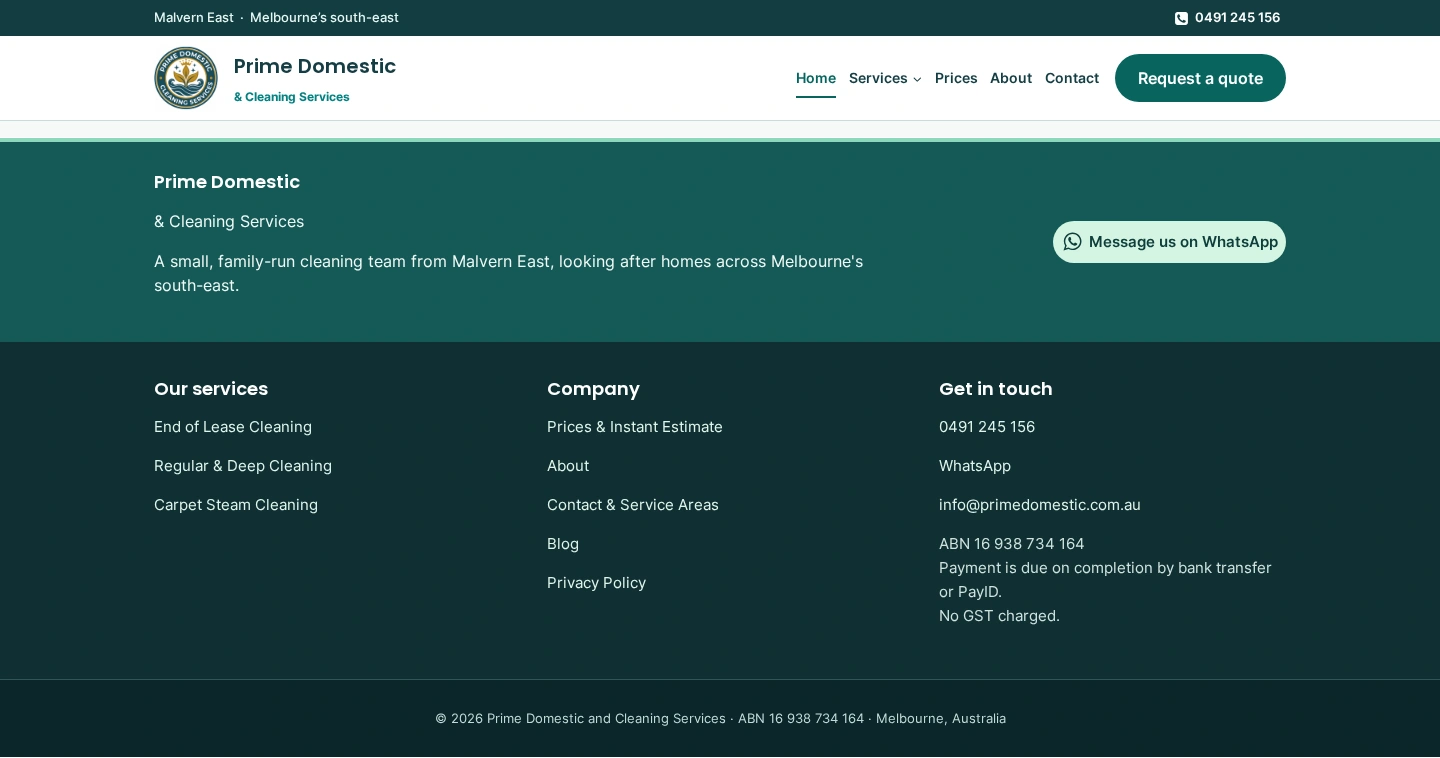 Malvern East · Melbourne’s south-east
0491 245 156
PRIME DOMESTIC
CLEANING SERVICES
Prime Domestic
& Cleaning Services
Home
Services
Prices
About
Contact
Request a quote
Prime Domestic
& Cleaning Services
A small, family-run cleaning team from Malvern East, looking after homes across Melbourne's
south-east.
Message us on WhatsApp
Our services
End of Lease Cleaning
Regular & Deep Cleaning
Carpet Steam Cleaning
Company
Prices & Instant Estimate
About
Contact & Service Areas
Blog
Privacy Policy
Get in touch
0491 245 156
WhatsApp
info@primedomestic.com.au
ABN 16 938 734 164
Payment is due on completion by bank transfer
or PayID.
No GST charged.
© 2026 Prime Domestic and Cleaning Services · ABN 16 938 734 164 · Melbourne, Australia